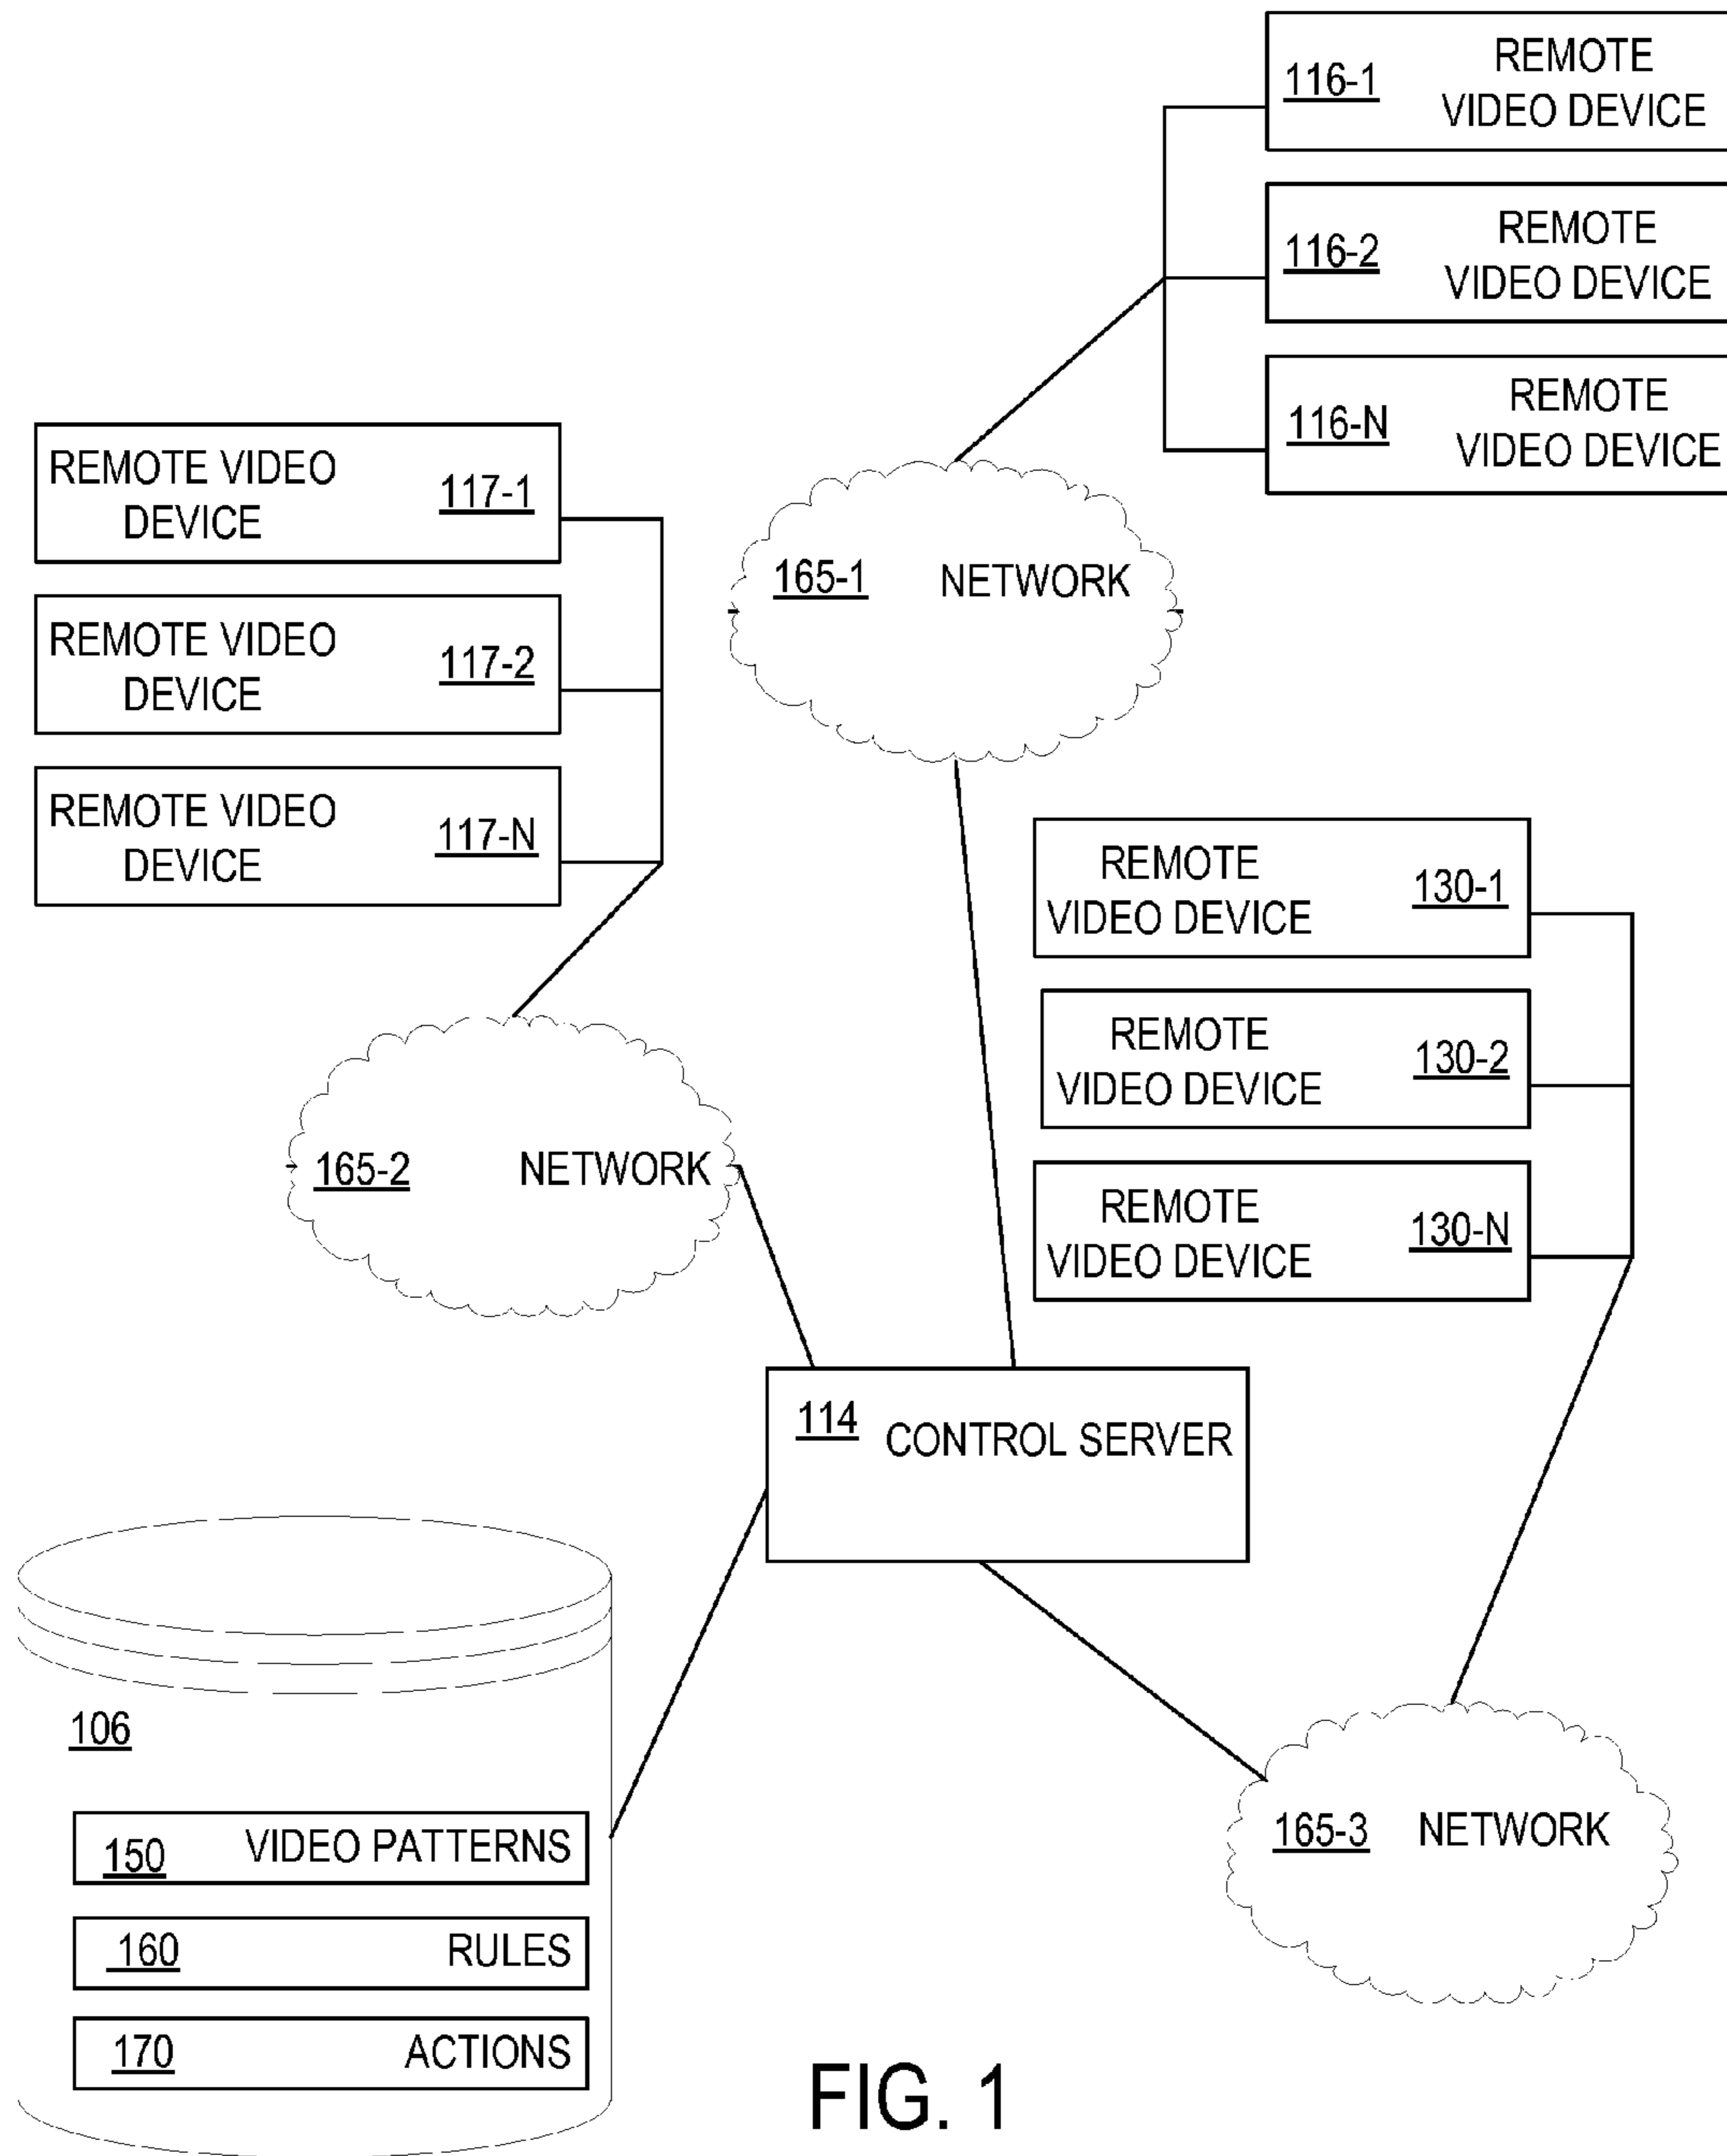 116-1 REMOTE
VIDEO DEVICE
116-2 REMOTE
VIDEO DEVICE
116-N REMOTE
VIDEO DEVICE
REMOTE VIDEO
DEVICE 117-1
REMOTE VIDEO
DEVICE 117-2
REMOTE VIDEO
DEVICE 117-N
165-1 NETWORK
REMOTE
VIDEO DEVICE 130-1
REMOTE
VIDEO DEVICE 130-2
REMOTE
VIDEO DEVICE 130-N
165-2 NETWORK
114 CONTROL SERVER
106
150 VIDEO PATTERNS
160 RULES
170 ACTIONS
165-3 NETWORK
FIG. 1